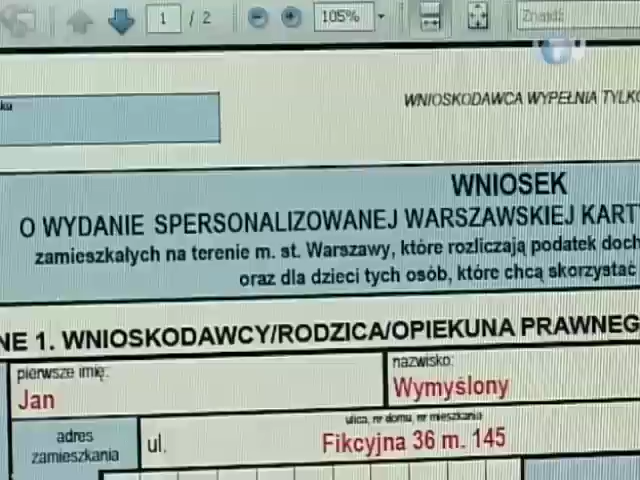 1 / 2 105% Znajdź
WNIOSKODAWCA WYPEŁNIA TYLKO
WNIOSEK
O WYDANIE SPERSONALIZOWANEJ WARSZAWSKIEJ KART
zamieszkałych na terenie m. st. Warszawy, które rozliczają podatek doch
oraz dla dzieci tych osób, które chcą skorzystać
NE 1. WNIOSKODAWCY/RODZICA/OPIEKUNA PRAWNEG
pierwsze imię: nazwisko:
Jan Wymyślony
ulica, nr domu, nr mieszkania
adres zamieszkania ul. Fikcyjna 36 m. 145